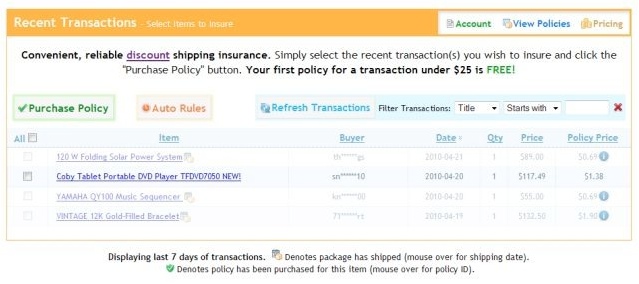 Recent Transactions - Select items to insure
Account View Policies Pricing
Convenient, reliable discount shipping insurance. Simply select the recent transaction(s) you wish to insure and click the
"Purchase Policy" button. Your first policy for a transaction under $25 is FREE!
Purchase Policy Auto Rules Refresh Transactions Filter Transactions: Title Starts with
All Item Buyer Date Qty Price Policy Price
120 W Folding Solar Power System 2010-04-21 1 $89.00 $0.69
Coby Tablet Portable DVD Player TFDVD7050 NEW! sn******10 2010-04-20 1 $117.49 $1.38
YAMAHA QY100 Music Sequencer 2010-04-20 1 $55.00 $0.69
VINTAGE 12K Gold-Filled Bracelet 2010-04-19 1 $132.50 $1.90
Displaying last 7 days of transactions. Denotes package has shipped (mouse over for shipping date).
Denotes policy has been purchased for this item (mouse over for policy ID).